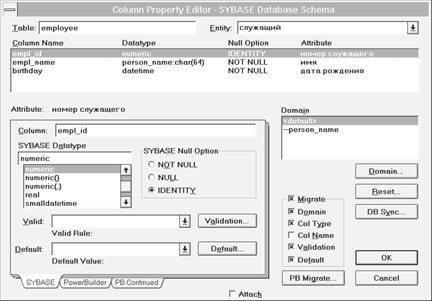 Column Property Editor - SYBASE Database Schema
Table: employee Entity: служащий
Column Name Datatype Null Option Attribute
empl_id numeric IDENTITY номер служащего
empl_name person_name:char(64) NOT NULL имя
birthday datetime NOT NULL дата рождения
Attribute: номер служащего
Domain
<default>
--person_name
Column: empl_id
SYBASE Datatype
numeric
numeric
numeric()
numeric(,)
real
smalldatetime
SYBASE Null Option
NOT NULL
NULL
IDENTITY
Valid: Validation...
Valid Rule:
Default: Default...
Default Value:
SYBASE PowerBuilder PB Continued
Domain...
Reset...
DB Sync...
Migrate
Domain
Col Type
Col Name
Validation
Default
OK
PB Migrate... Cancel
Attach